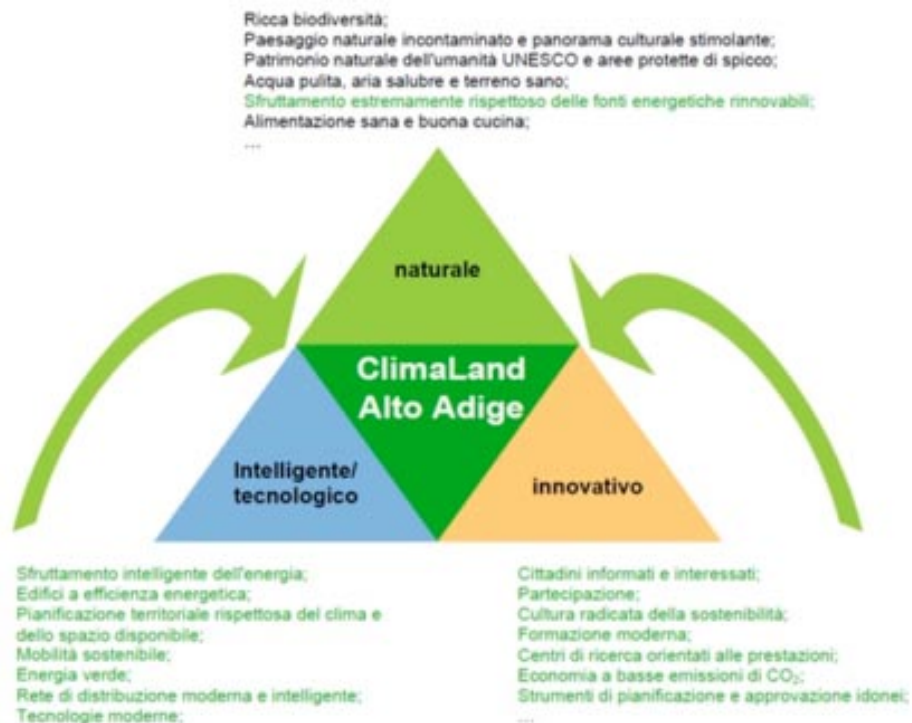 Ricca biodiversità;
Paesaggio naturale incontaminato e panorama culturale stimolante;
Patrimonio naturale dell'umanità UNESCO e aree protette di spicco;
Acqua pulita, aria salubre e terreno sano;
Sfruttamento estremamente rispettoso delle fonti energetiche rinnovabili;
Alimentazione sana e buona cucina;
...
naturale
ClimaLand
Alto Adige
Intelligente/
tecnologico
innovativo
Sfruttamento intelligente dell'energia;
Edifici a efficienza energetica;
Pianificazione territoriale rispettosa del clima e
dello spazio disponibile;
Mobilità sostenibile;
Energia verde;
Rete di distribuzione moderna e intelligente;
Tecnologie moderne;
Cittadini informati e interessati;
Partecipazione;
Cultura radicata della sostenibilità;
Formazione moderna;
Centri di ricerca orientati alle prestazioni;
Economia a basse emissioni di CO₂;
Strumenti di pianificazione e approvazione idonei;
...